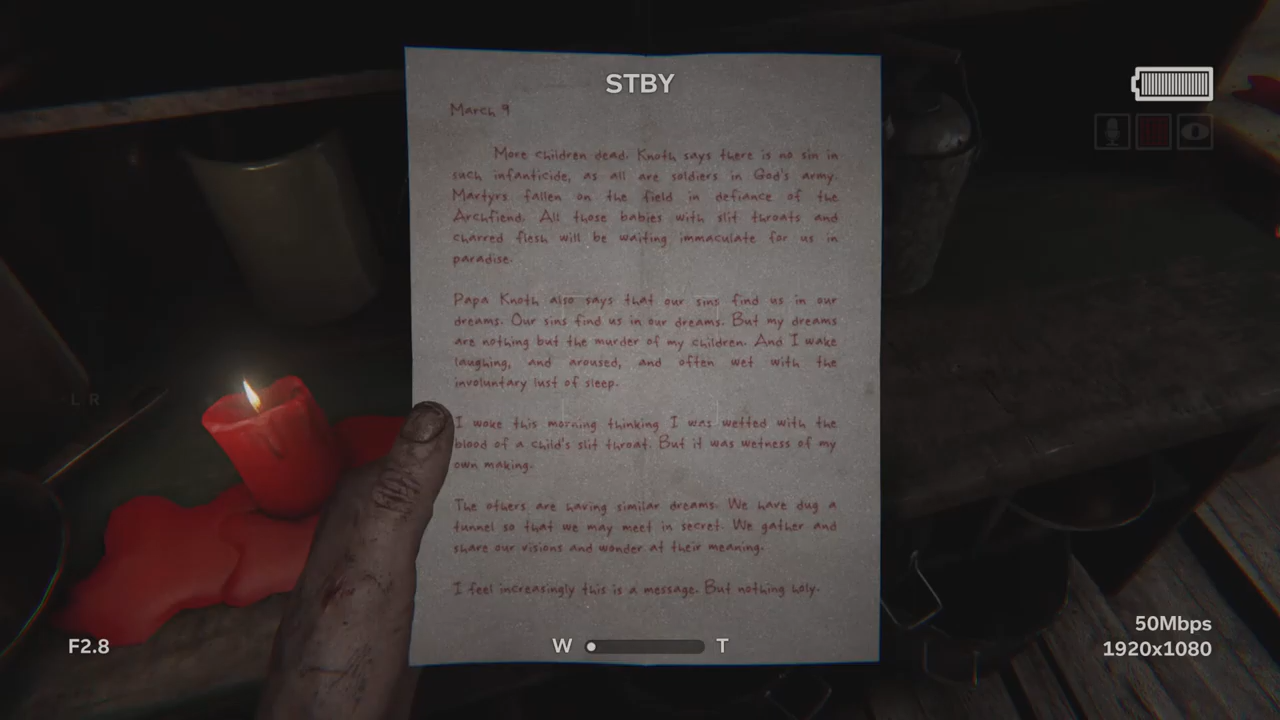 STBY
March 9
More children dead. Knoth says there is no sin in
such infanticide, as all are soldiers in God's army.
Martyrs fallen on the field in defiance of the
Archfiend. All those babies with slit throats and
charred flesh will be waiting immaculate for us in
paradise.
Papa Knoth also says that our sins find us in our
dreams. Our sins find us in our dreams. But my dreams
are nothing but the murder of my children. And I wake
laughing, and aroused, and often wet with the
involuntary lust of sleep.
I woke this morning thinking I was wetted with the
blood of a child's slit throat. But it was wetness of my
own making.
The others are having similar dreams. We have dug a
tunnel so that we may meet in secret. We gather and
share our visions and wonder at their meaning.
I feel increasingly this is a message. But nothing holy.
L R
F2.8
W T
50Mbps
1920x1080